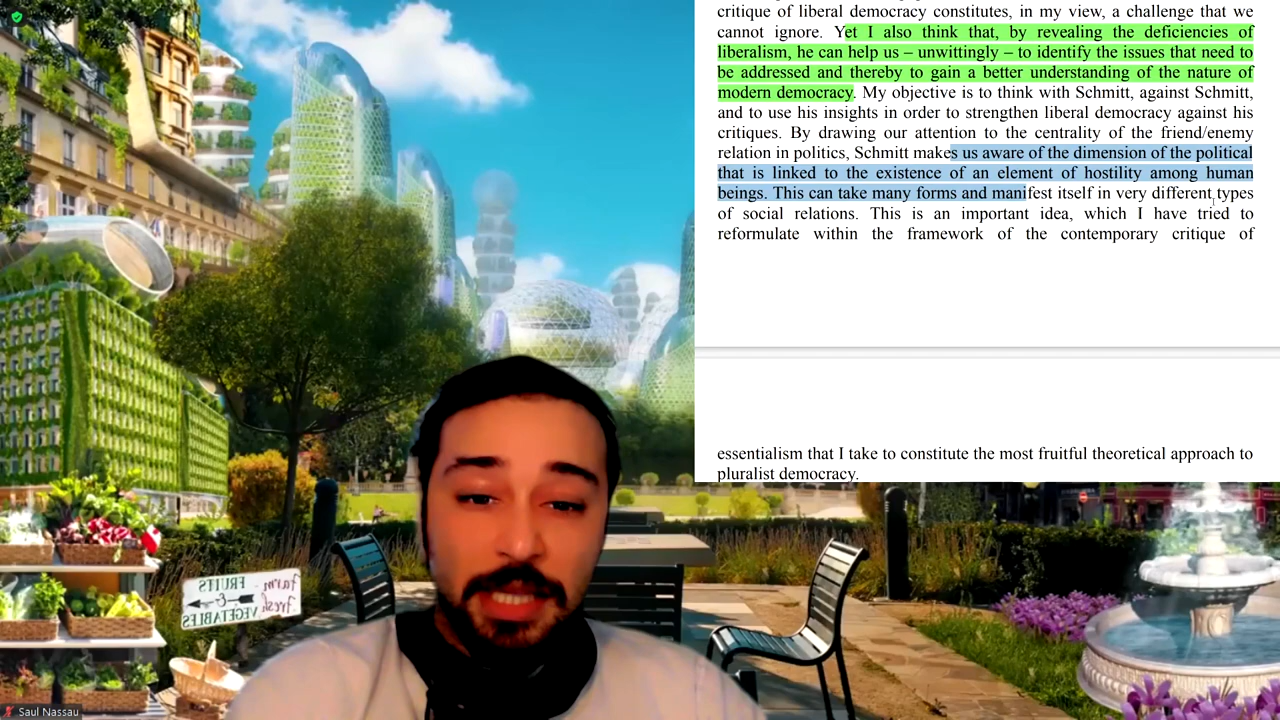 critique of liberal democracy constitutes, in my view, a challenge that we
cannot ignore. Yet I also think that, by revealing the deficiencies of
liberalism, he can help us – unwittingly – to identify the issues that need to
be addressed and thereby to gain a better understanding of the nature of
modern democracy. My objective is to think with Schmitt, against Schmitt,
and to use his insights in order to strengthen liberal democracy against his
critiques. By drawing our attention to the centrality of the friend/enemy
relation in politics, Schmitt makes us aware of the dimension of the political
that is linked to the existence of an element of hostility among human
beings. This can take many forms and manifest itself in very different types
of social relations. This is an important idea, which I have tried to
reformulate within the framework of the contemporary critique of
essentialism that I take to constitute the most fruitful theoretical approach to
pluralist democracy.
Farm
Fresh
FRUITS
&
VEGETABLES
Saul Nassau